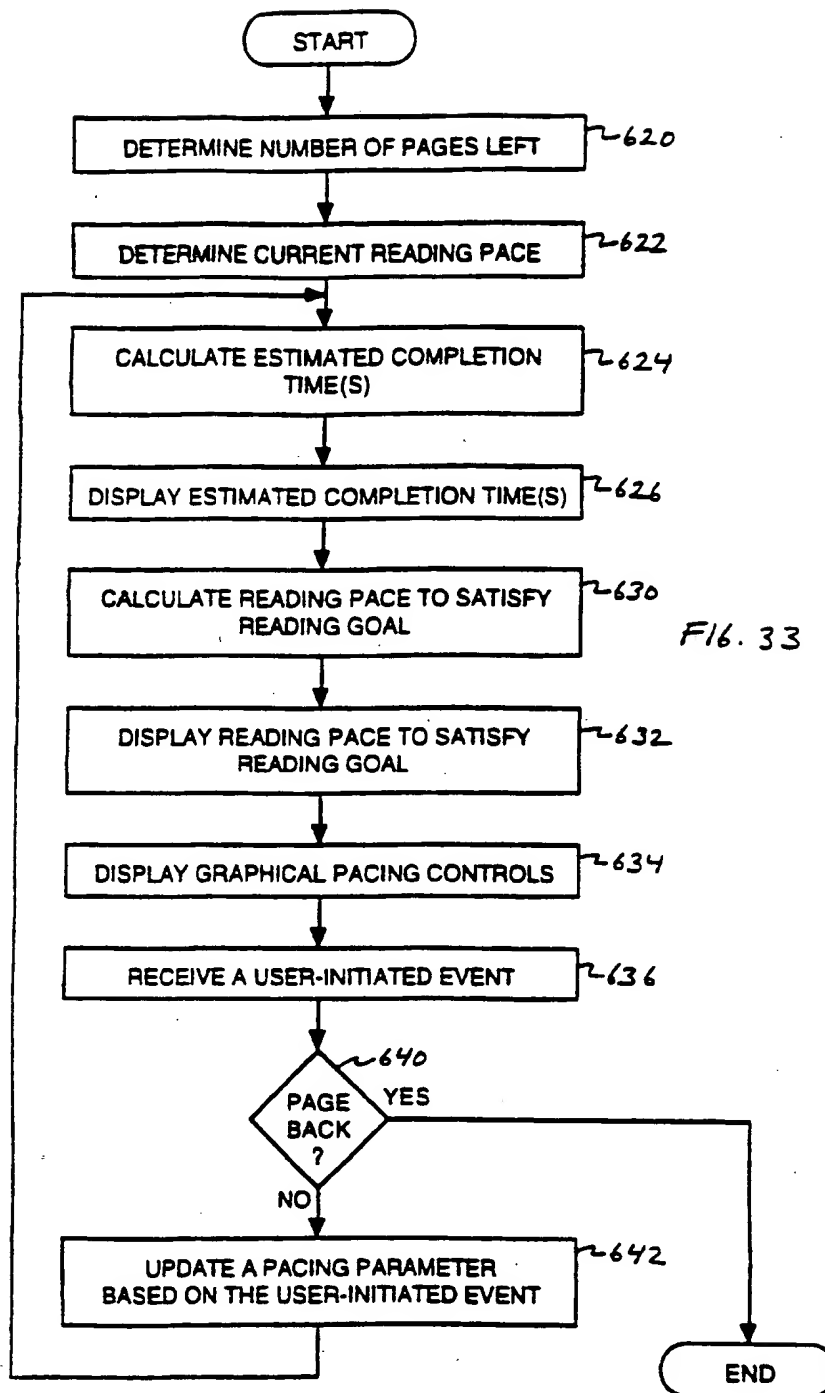 START
DETERMINE NUMBER OF PAGES LEFT
620
DETERMINE CURRENT READING PACE
622
CALCULATE ESTIMATED COMPLETION
TIME(S)
624
DISPLAY ESTIMATED COMPLETION TIME(S)
626
CALCULATE READING PACE TO SATISFY
READING GOAL
630
FIG. 33
DISPLAY READING PACE TO SATISFY
READING GOAL
632
DISPLAY GRAPHICAL PACING CONTROLS
634
RECEIVE A USER-INITIATED EVENT
636
640
PAGE
BACK
?
YES
NO
UPDATE A PACING PARAMETER
BASED ON THE USER-INITIATED EVENT
642
END